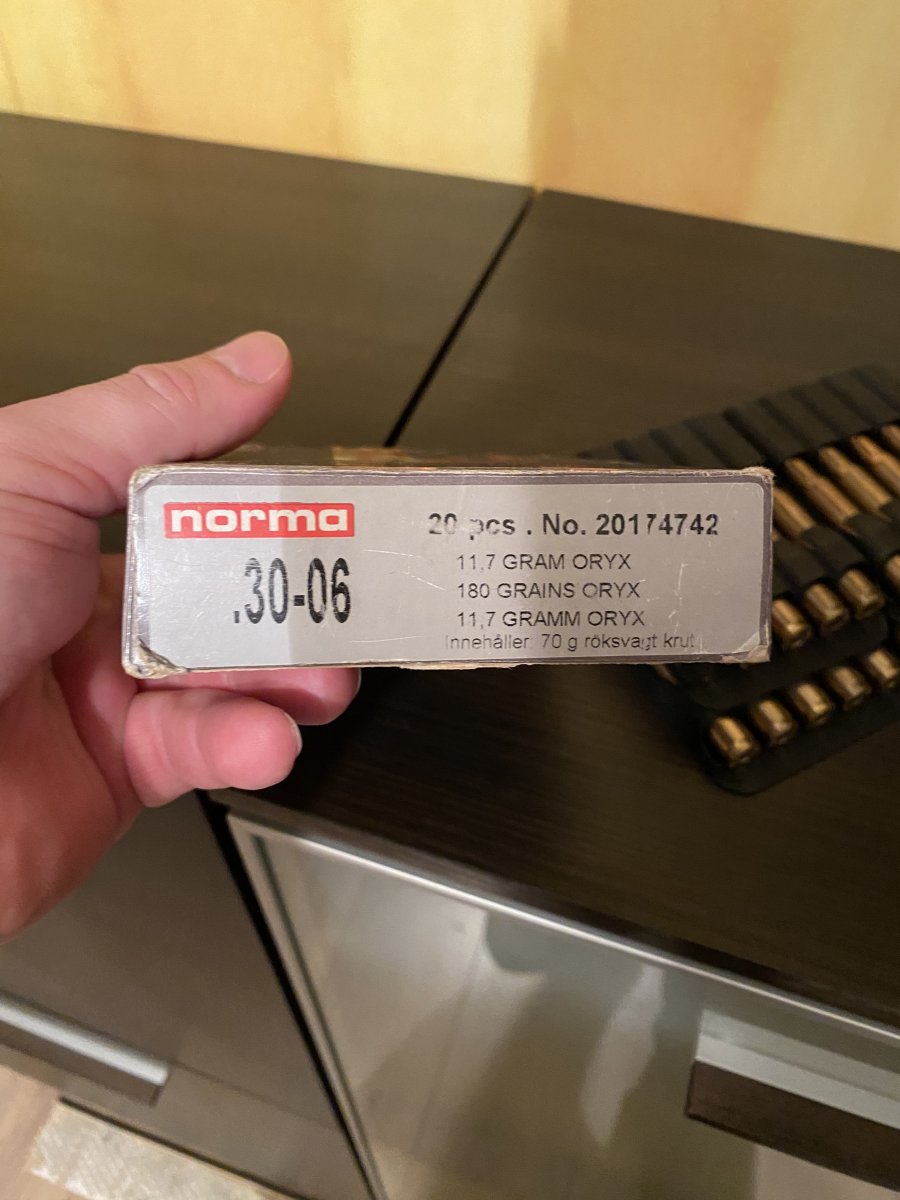 norma
.30-06
20 pcs . No. 20174742
11,7 GRAM ORYX
180 GRAINS ORYX
11,7 GRAMM ORYX
Innehåller: 70 g röksvagt krut